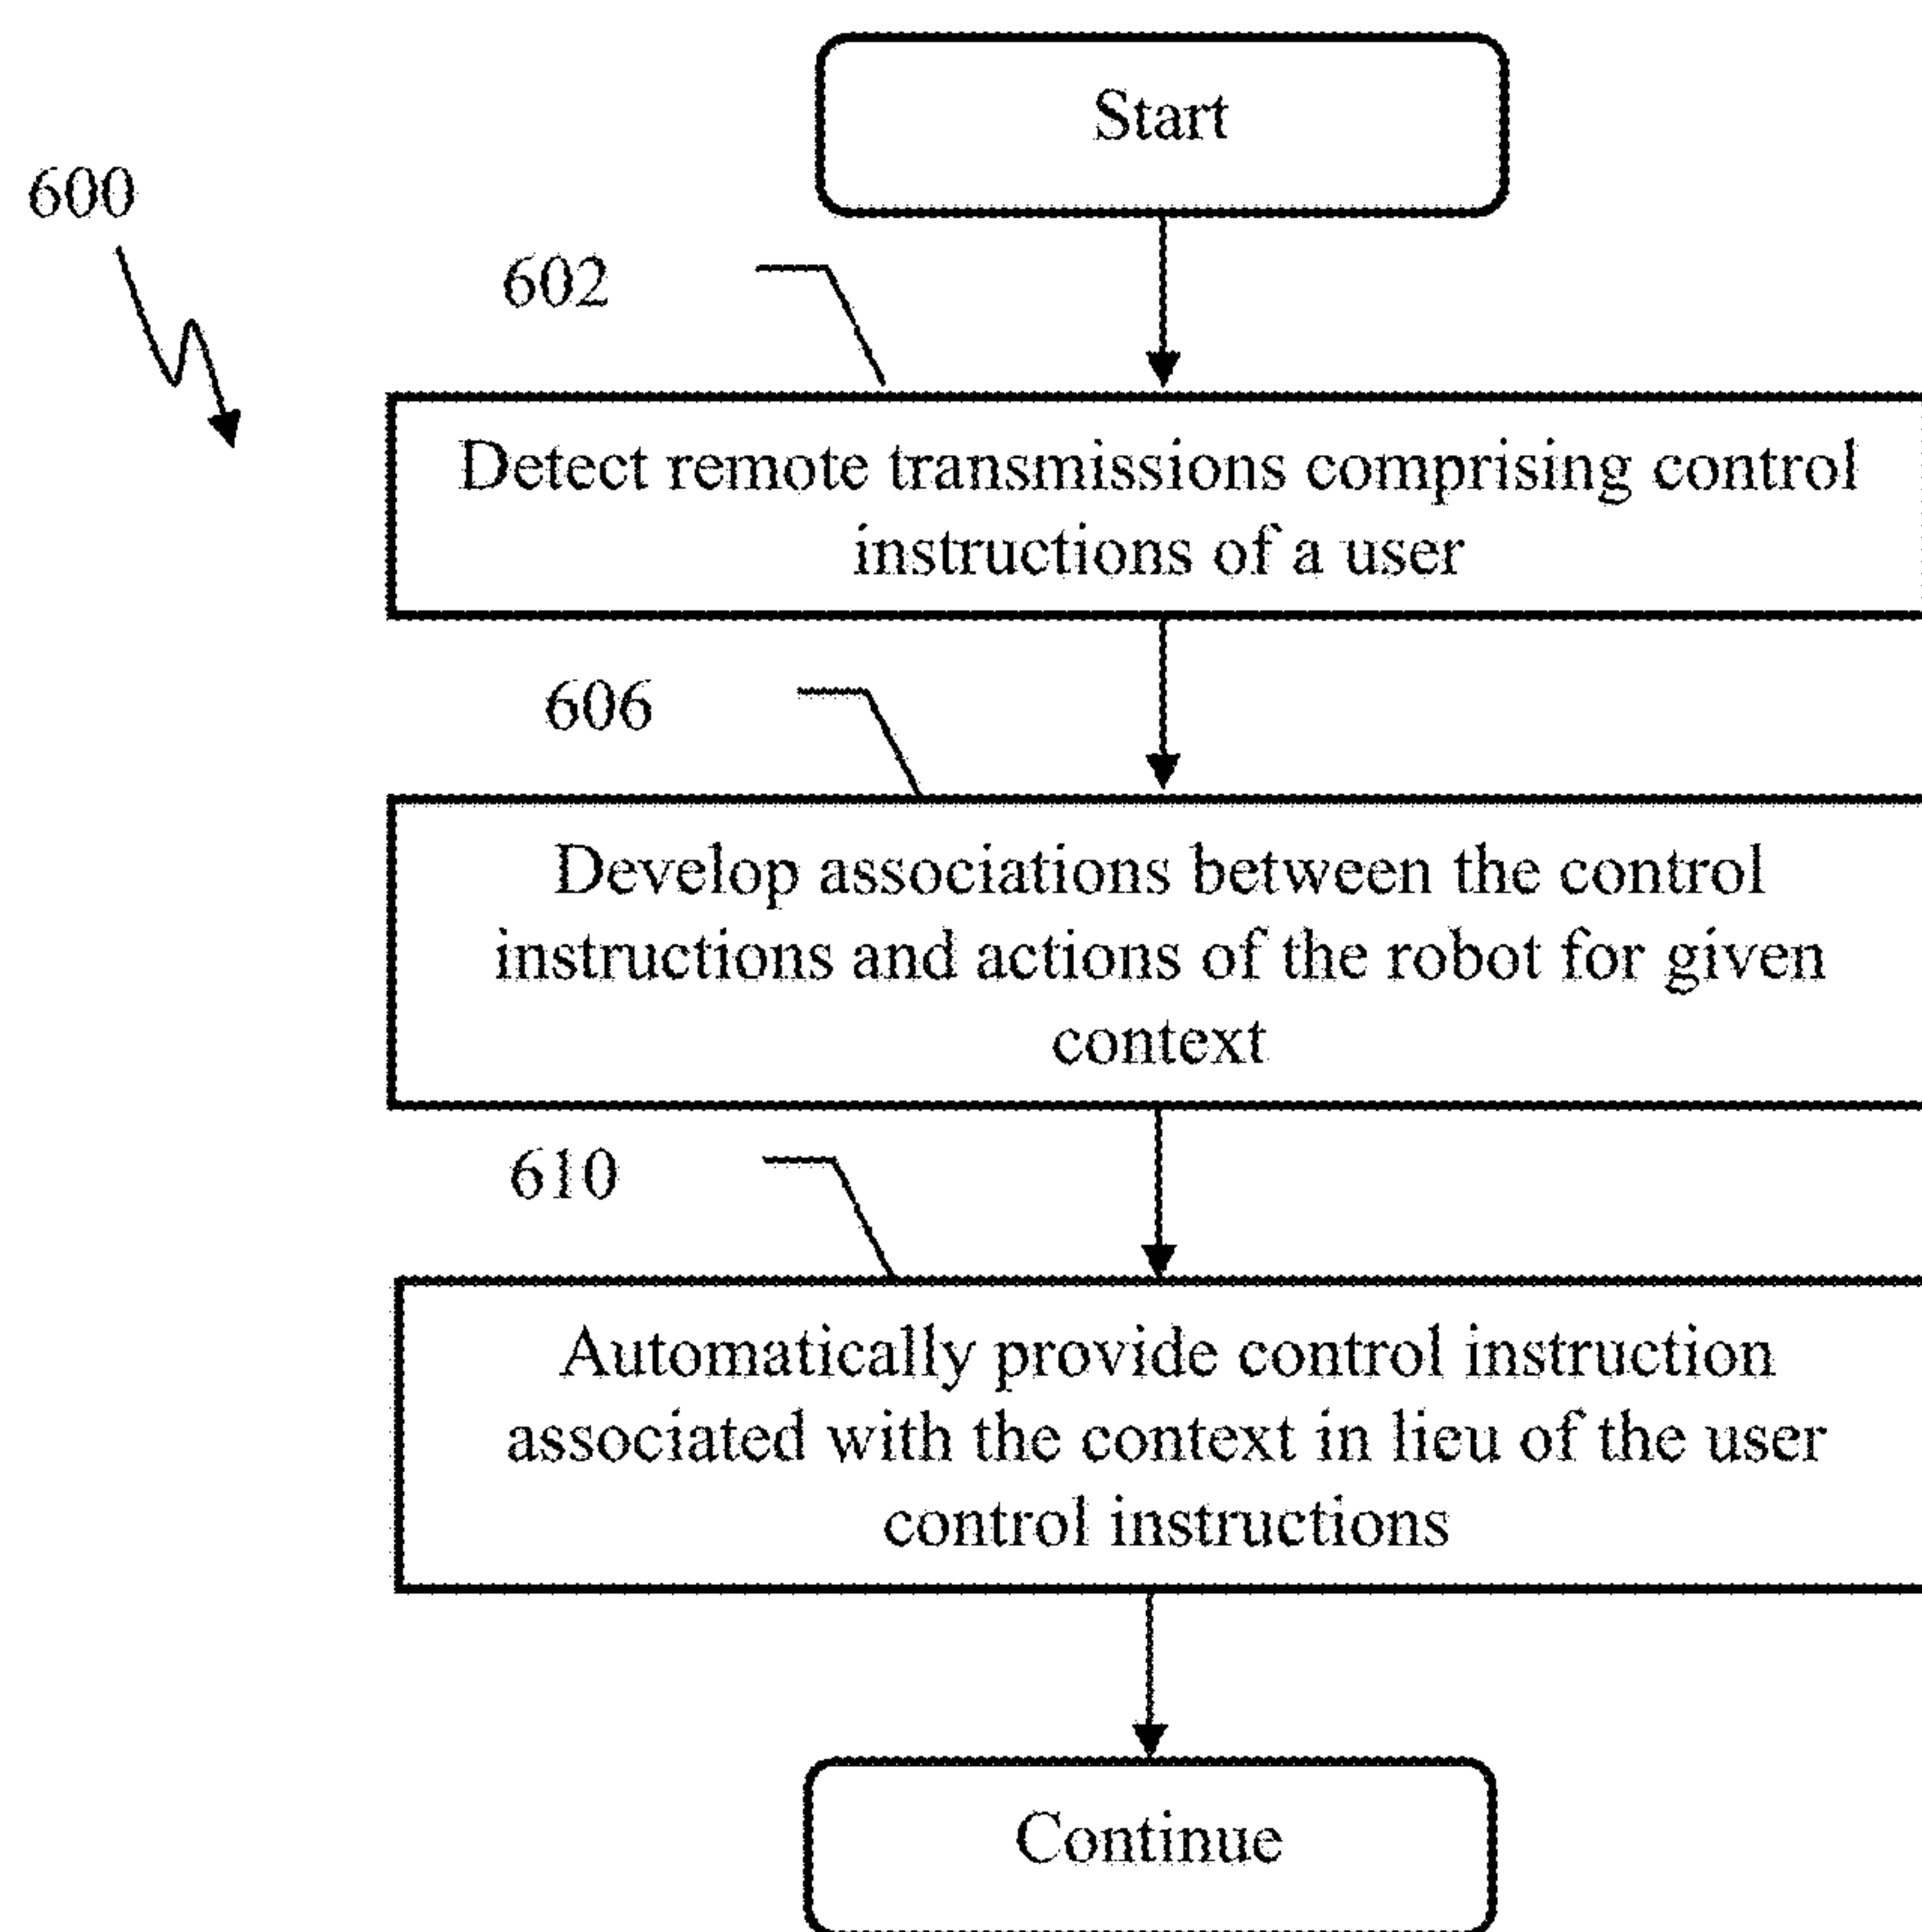 Start
600
602
Detect remote transmissions comprising control
instructions of a user
606
Develop associations between the control
instructions and actions of the robot for given
context
610
Automatically provide control instruction
associated with the context in lieu of the user
control instructions
Continue